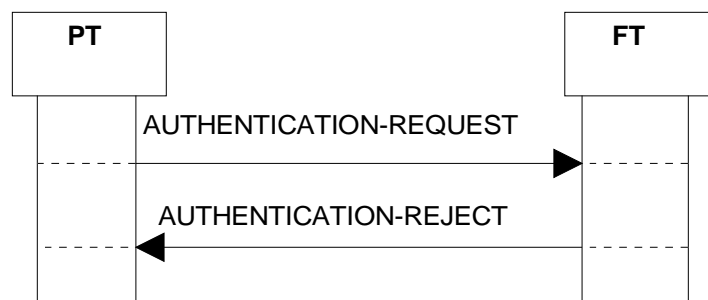 PT
FT
AUTHENTICATION-REQUEST
AUTHENTICATION-REJECT